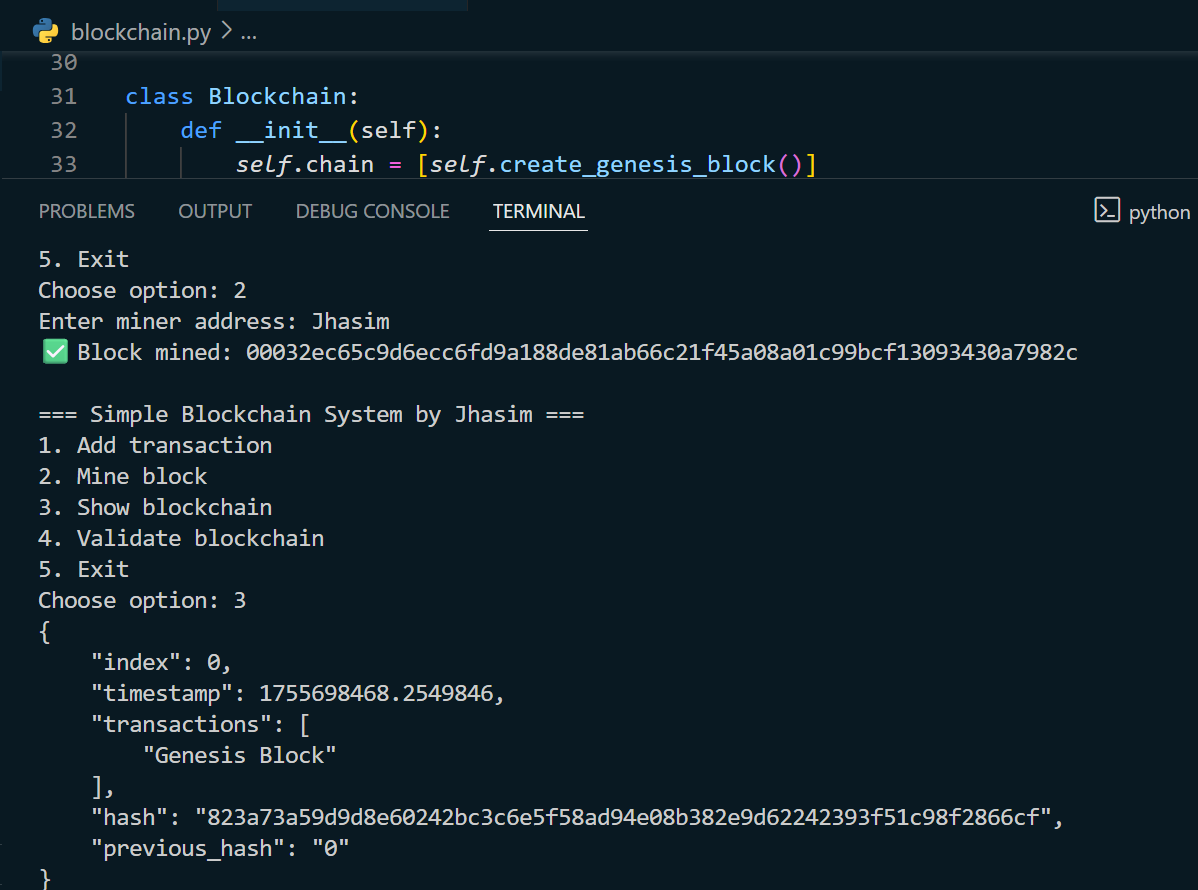 blockchain.py > ...
30
31 class Blockchain:
32 def __init__(self):
33 self.chain = [self.create_genesis_block()]
PROBLEMS OUTPUT DEBUG CONSOLE TERMINAL python
5. Exit
Choose option: 2
Enter miner address: Jhasim
✅ Block mined: 00032ec65c9d6ecc6fd9a188de81ab66c21f45a08a01c99bcf13093430a7982c
=== Simple Blockchain System by Jhasim ===
1. Add transaction
2. Mine block
3. Show blockchain
4. Validate blockchain
5. Exit
Choose option: 3
{
"index": 0,
"timestamp": 1755698468.2549846,
"transactions": [
"Genesis Block"
],
"hash": "823a73a59d9d8e60242bc3c6e5f58ad94e08b382e9d62242393f51c98f2866cf",
"previous_hash": "0"
}